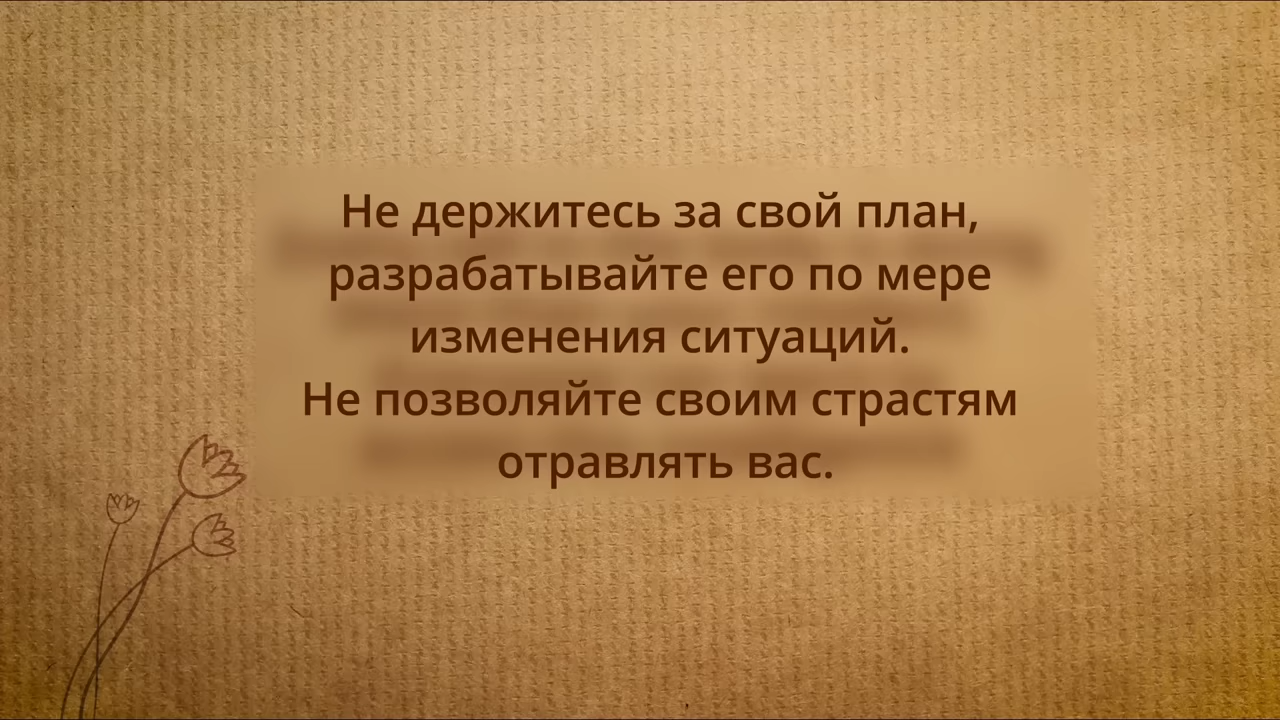 Не держитесь за свой план,
разрабатывайте его по мере
изменения ситуаций.
Не позволяйте своим страстям
отравлять вас.